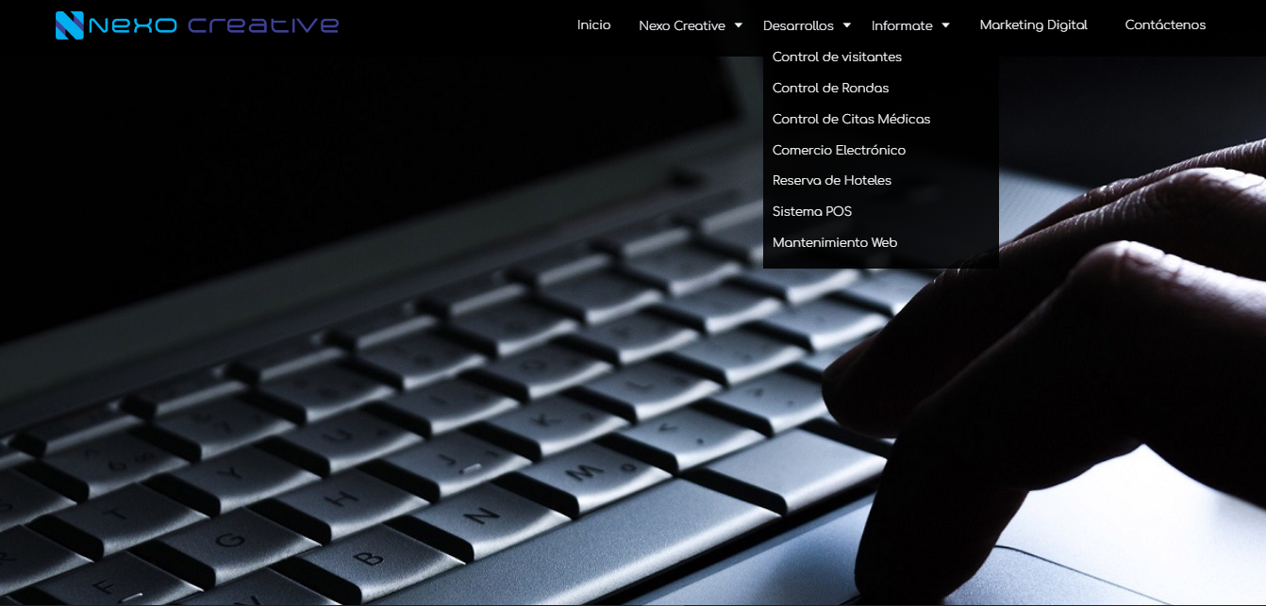 Nexo Creative
Inicio Nexo Creative Desarrollos Informate Marketing Digital Contáctenos
Control de visitantes
Control de Rondas
Control de Citas Médicas
Comercio Electrónico
Reserva de Hoteles
Sistema POS
Mantenimiento Web
Y U J K L M
T H N
G B
F